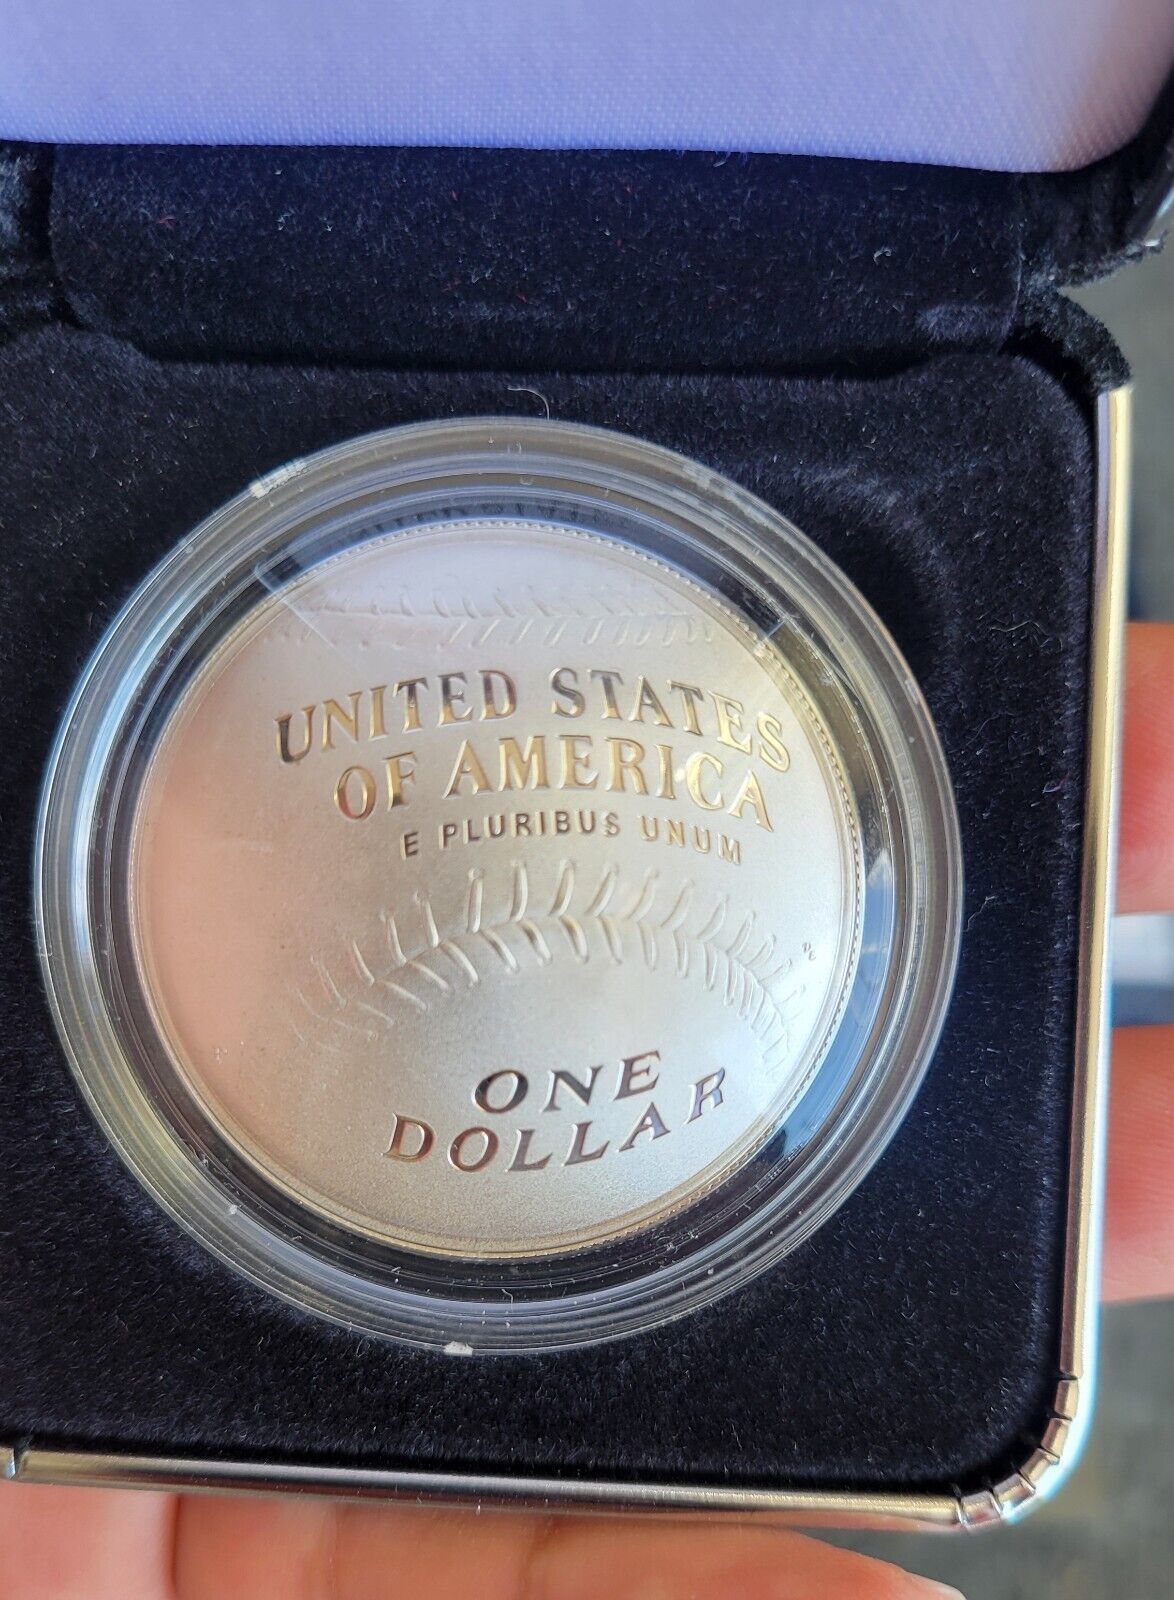 UNITED STATES
OF AMERICA
E PLURIBUS UNUM
P
ONE
DOLLAR